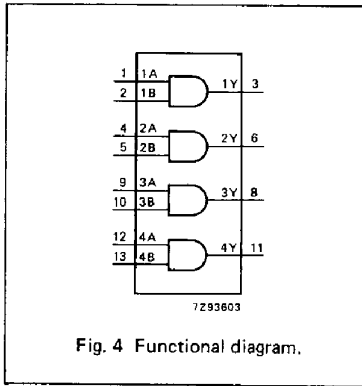 1 1A 1Y 3
2 1B
4 2A 2Y 6
5 2B
9 3A 3Y 8
10 3B
12 4A 4Y 11
13 4B
7Z93603
Fig. 4 Functional diagram.